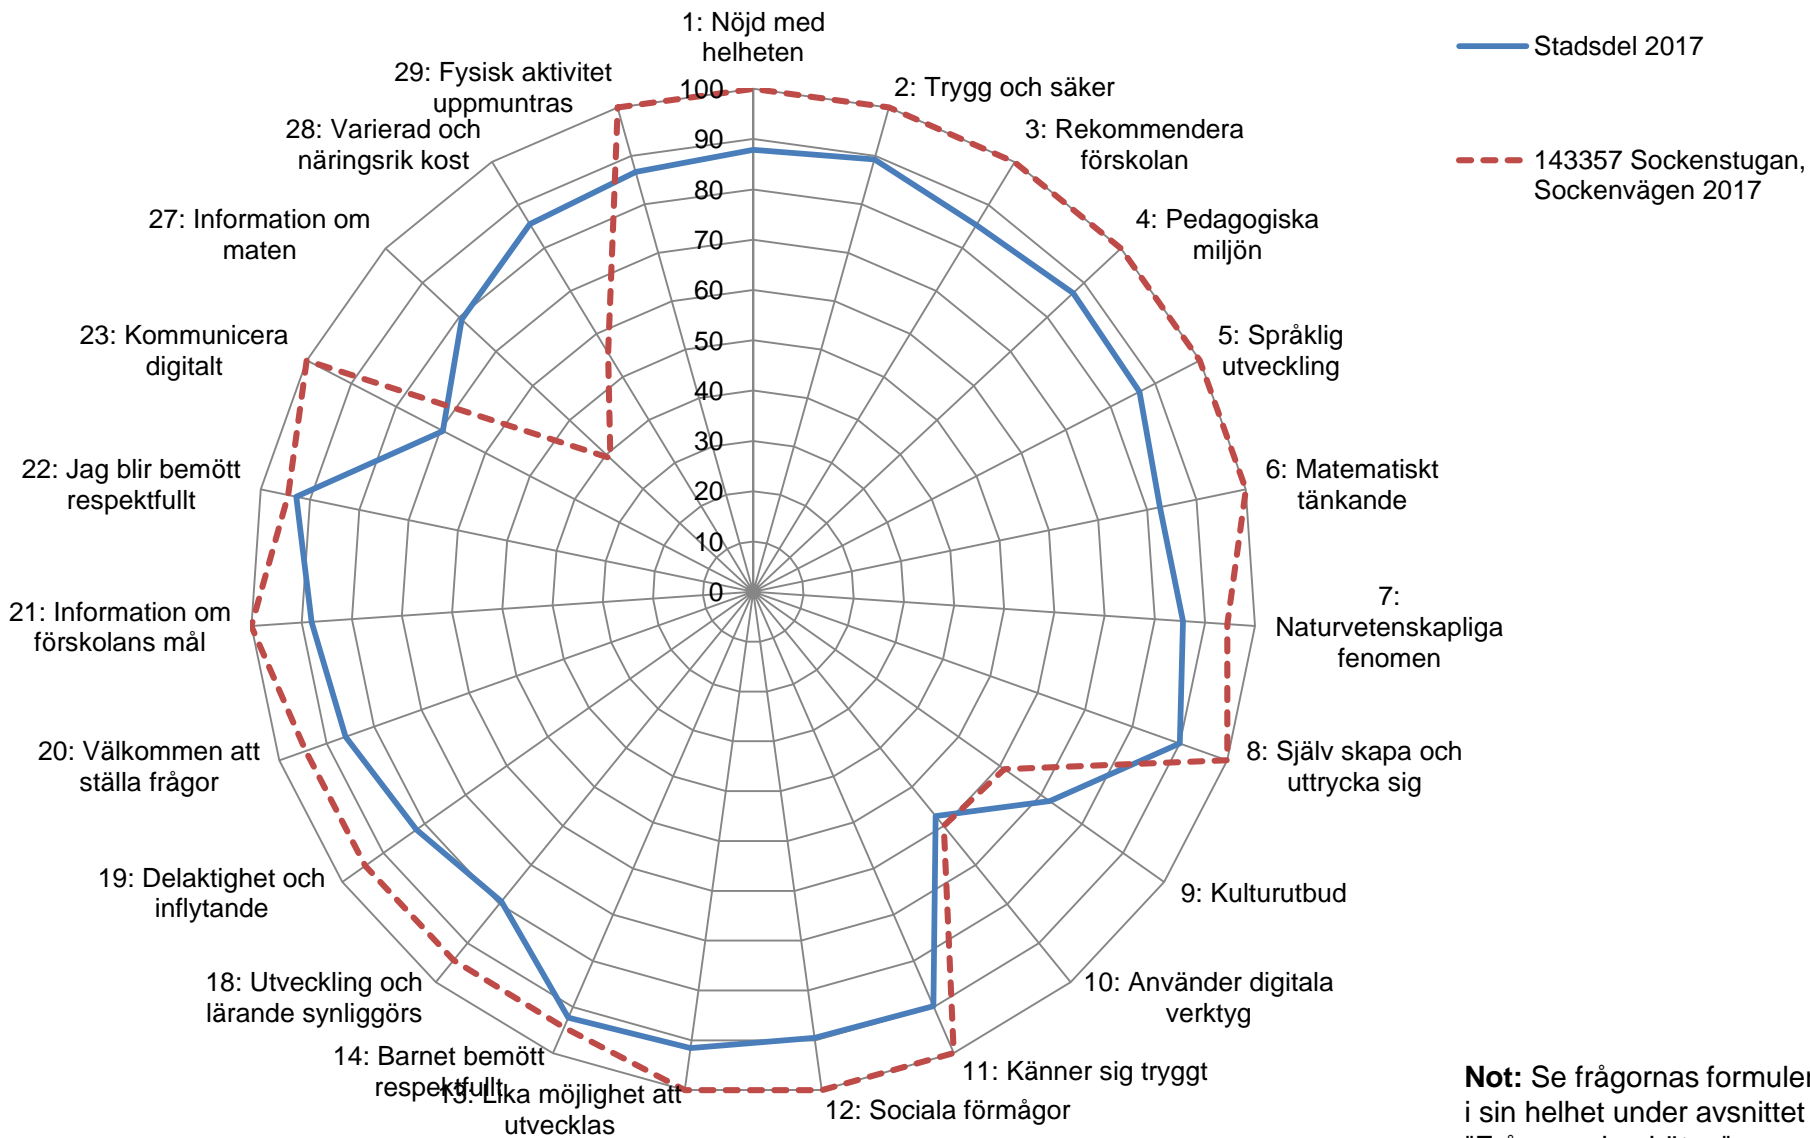 1: Nöjd med
helheten
2: Trygg och säker
3: Rekommendera
förskolan
4: Pedagogiska
miljön
5: Språklig
utveckling
6: Matematiskt
tänkande
7:
Naturvetenskapliga
fenomen
8: Själv skapa och
uttrycka sig
9: Kulturutbud
10: Använder digitala
verktyg
11: Känner sig tryggt
12: Sociala förmågor
13: Lika möjlighet att
utvecklas
14: Barnet bemött
respektfullt
18: Utveckling och
lärande synliggörs
19: Delaktighet och
inflytande
20: Välkommen att
ställa frågor
21: Information om
förskolans mål
22: Jag blir bemött
respektfullt
23: Kommunicera
digitalt
27: Information om
maten
28: Varierad och
näringsrik kost
29: Fysisk aktivitet
uppmuntras
100
90
80
70
60
50
40
30
20
10
0
Stadsdel 2017
143357 Sockenstugan,
Sockenvägen 2017
Not: Se frågornas formuler
i sin helhet under avsnittet